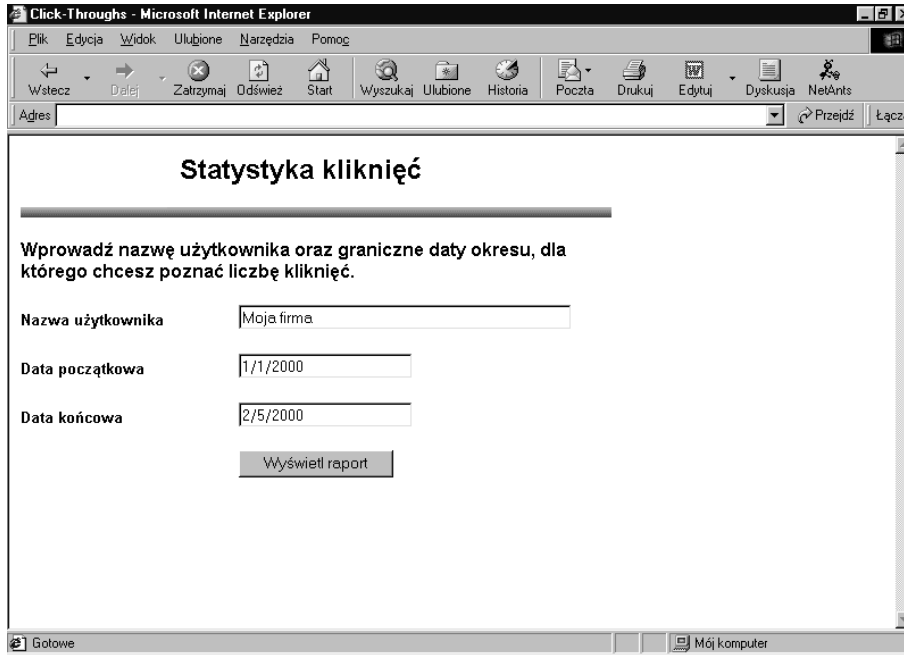 Click-Throughs - Microsoft Internet Explorer
Plik Edycja Widok Ulubione Narzędzia Pomoc
Wstecz Dalej Zatrzymaj Odśwież Start Wyszukaj Ulubione Historia Poczta Drukuj Edytuj Dyskusja NetAnts
Adres Przejdź Łącza
Statystyka kliknięć
Wprowadź nazwę użytkownika oraz graniczne daty okresu, dla
którego chcesz poznać liczbę kliknięć.
Nazwa użytkownika Moja firma
Data początkowa 1/1/2000
Data końcowa 2/5/2000
Wyświetl raport
Gotowe Mój komputer